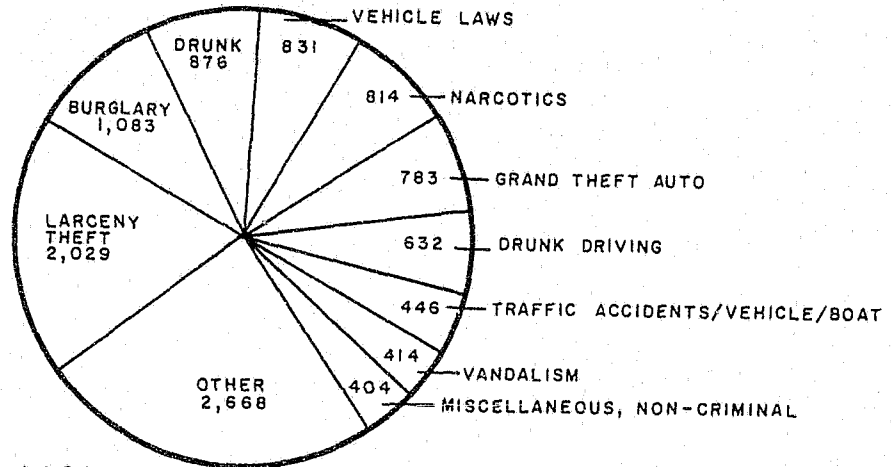 VEHICLE LAWS
831
DRUNK
876
814
NARCOTICS
BURGLARY
1,083
783
GRAND THEFT AUTO
LARCENY
THEFT
2,029
632
DRUNK DRIVING
446
TRAFFIC ACCIDENTS/VEHICLE/BOAT
414
VANDALISM
OTHER
2,668
404
MISCELLANEOUS, NON-CRIMINAL